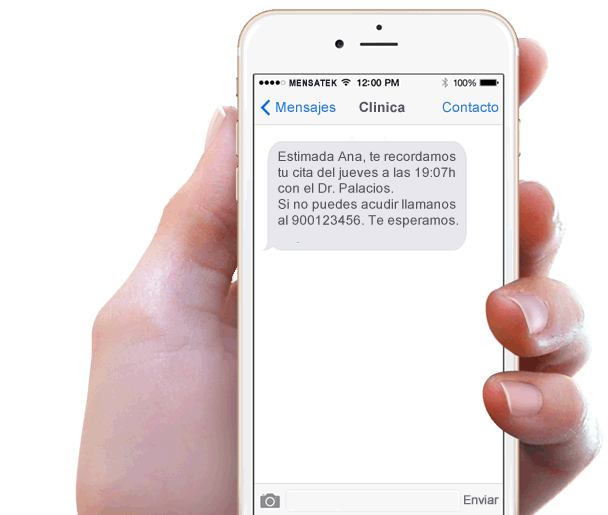 MENSATEK 12:00 PM 100%
Mensajes Clinica Contacto
Estimada Ana, te recordamos
tu cita del jueves a las 19:07h
con el Dr. Palacios.
Si no puedes acudir llamanos
al 900123456. Te esperamos.
.
Enviar